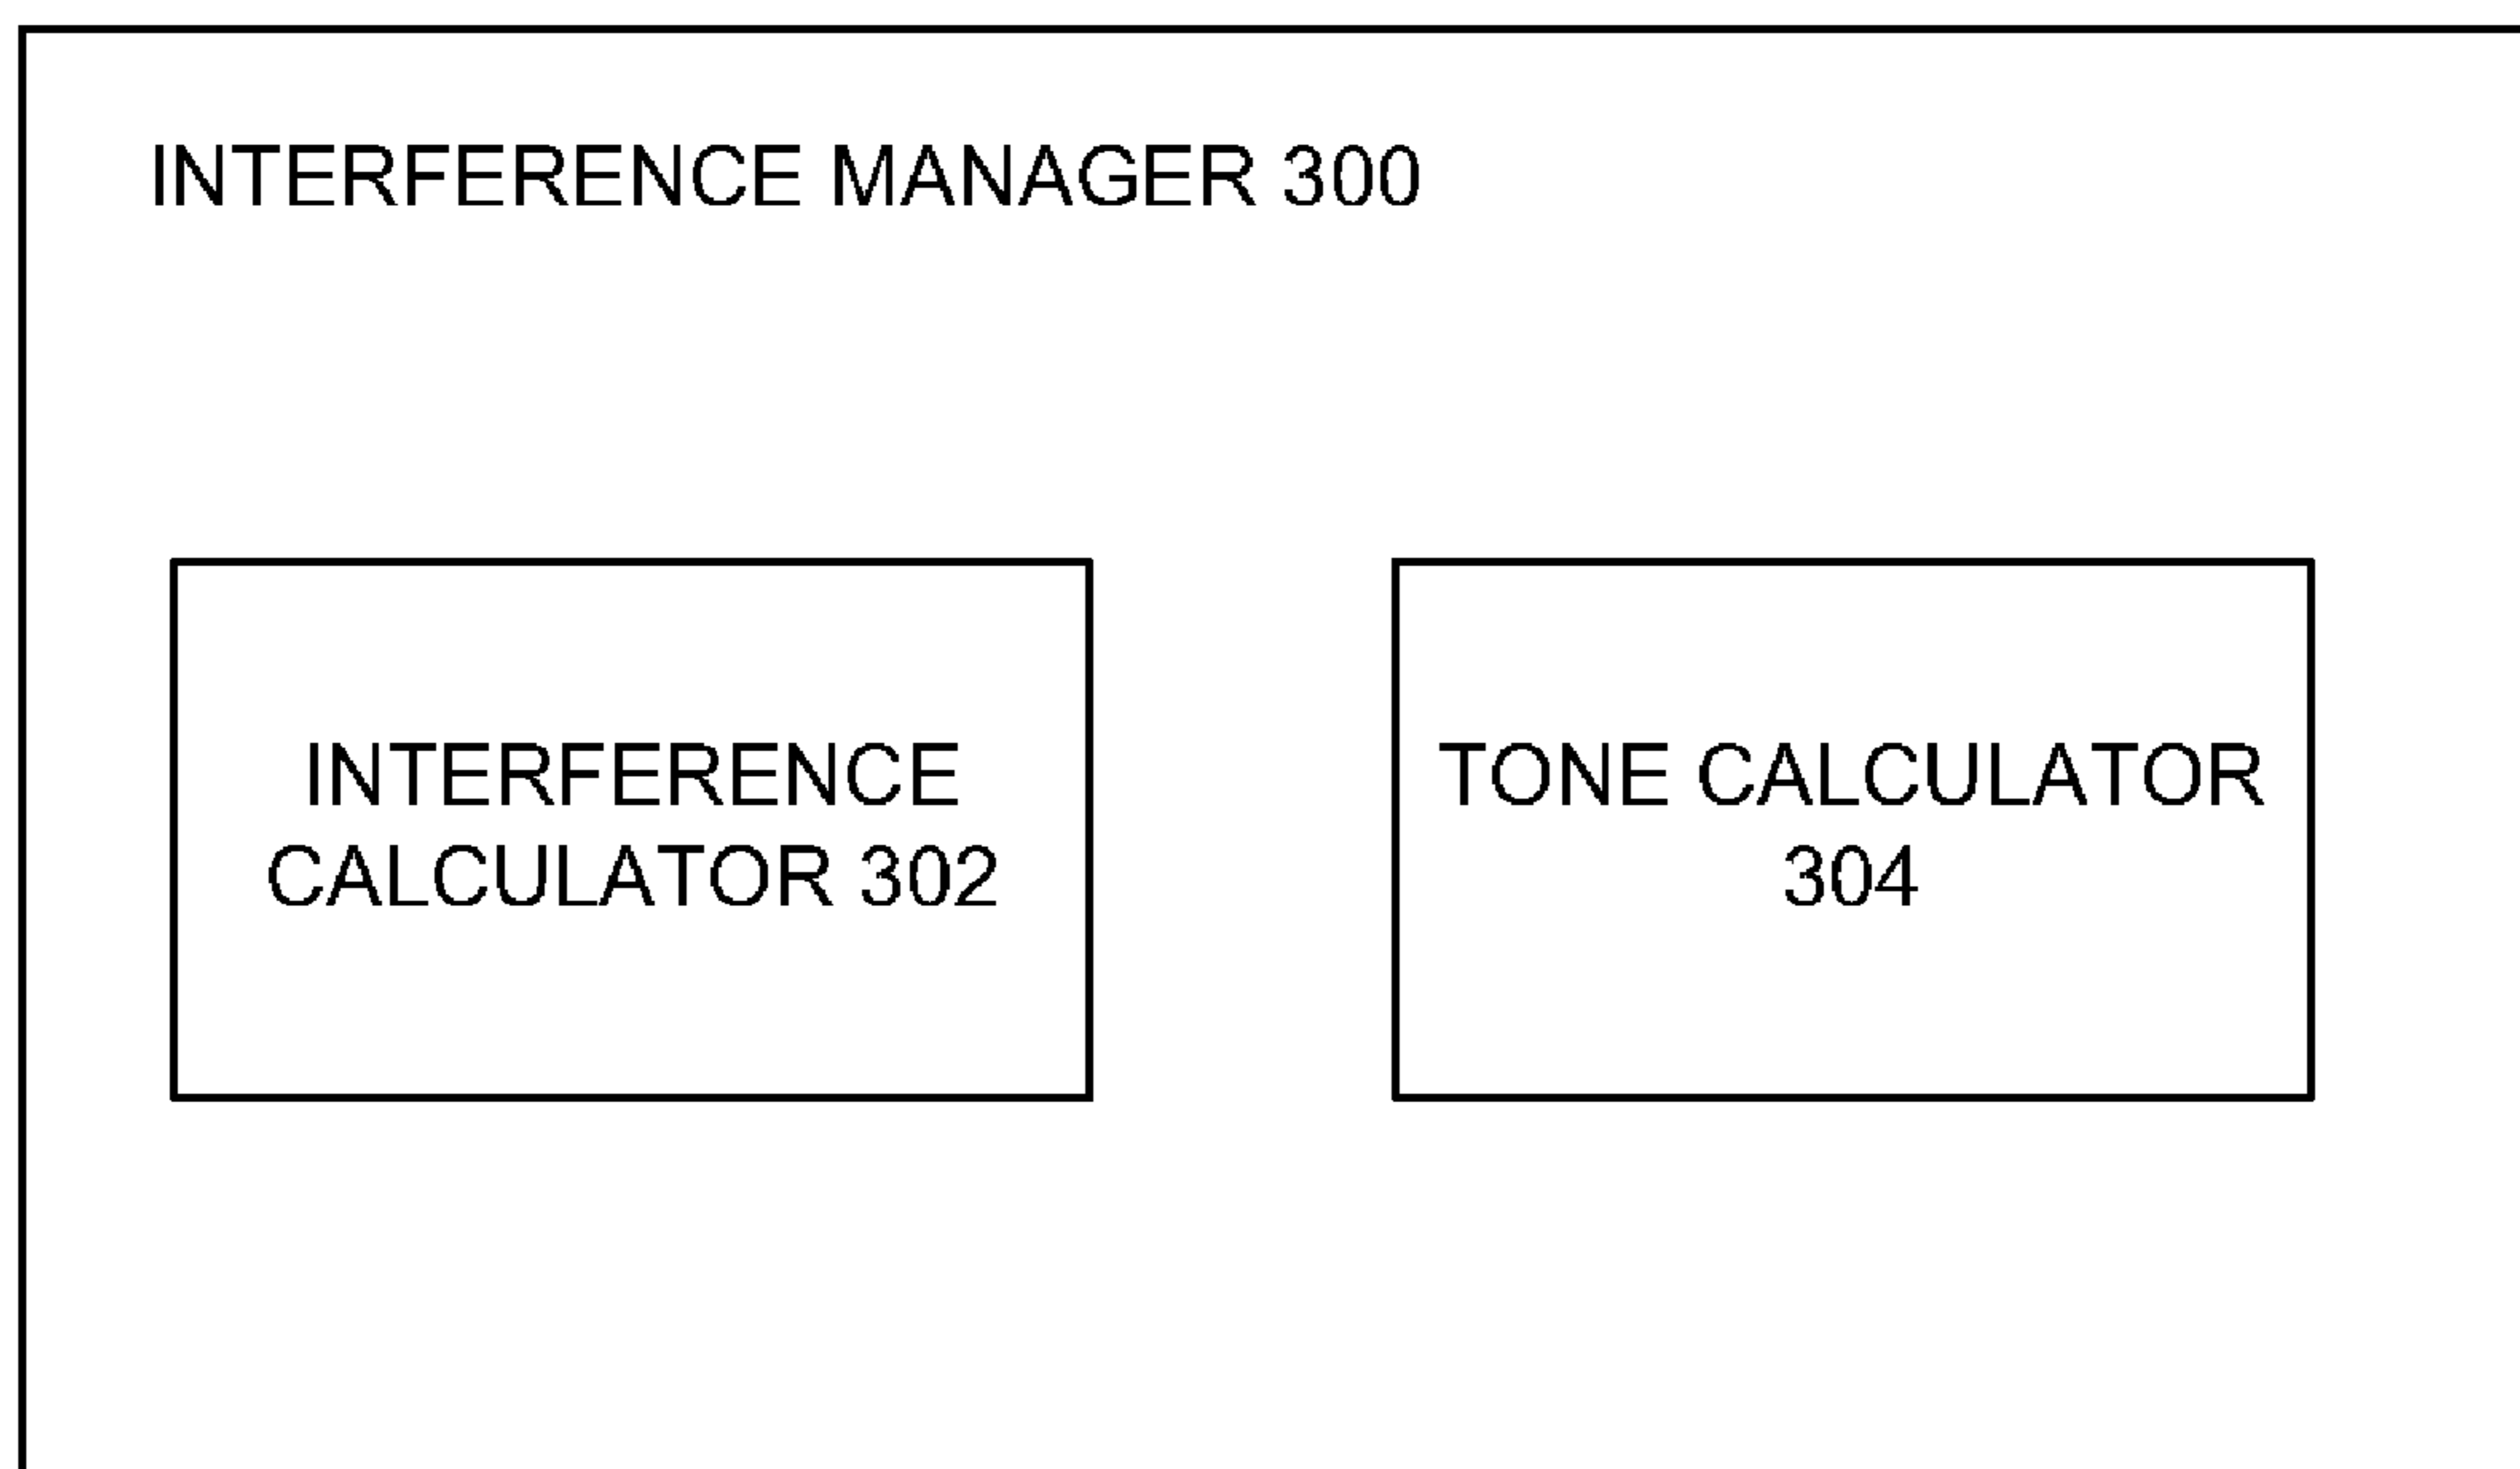 INTERFERENCE MANAGER 300
INTERFERENCE
CALCULATOR 302
TONE CALCULATOR
304